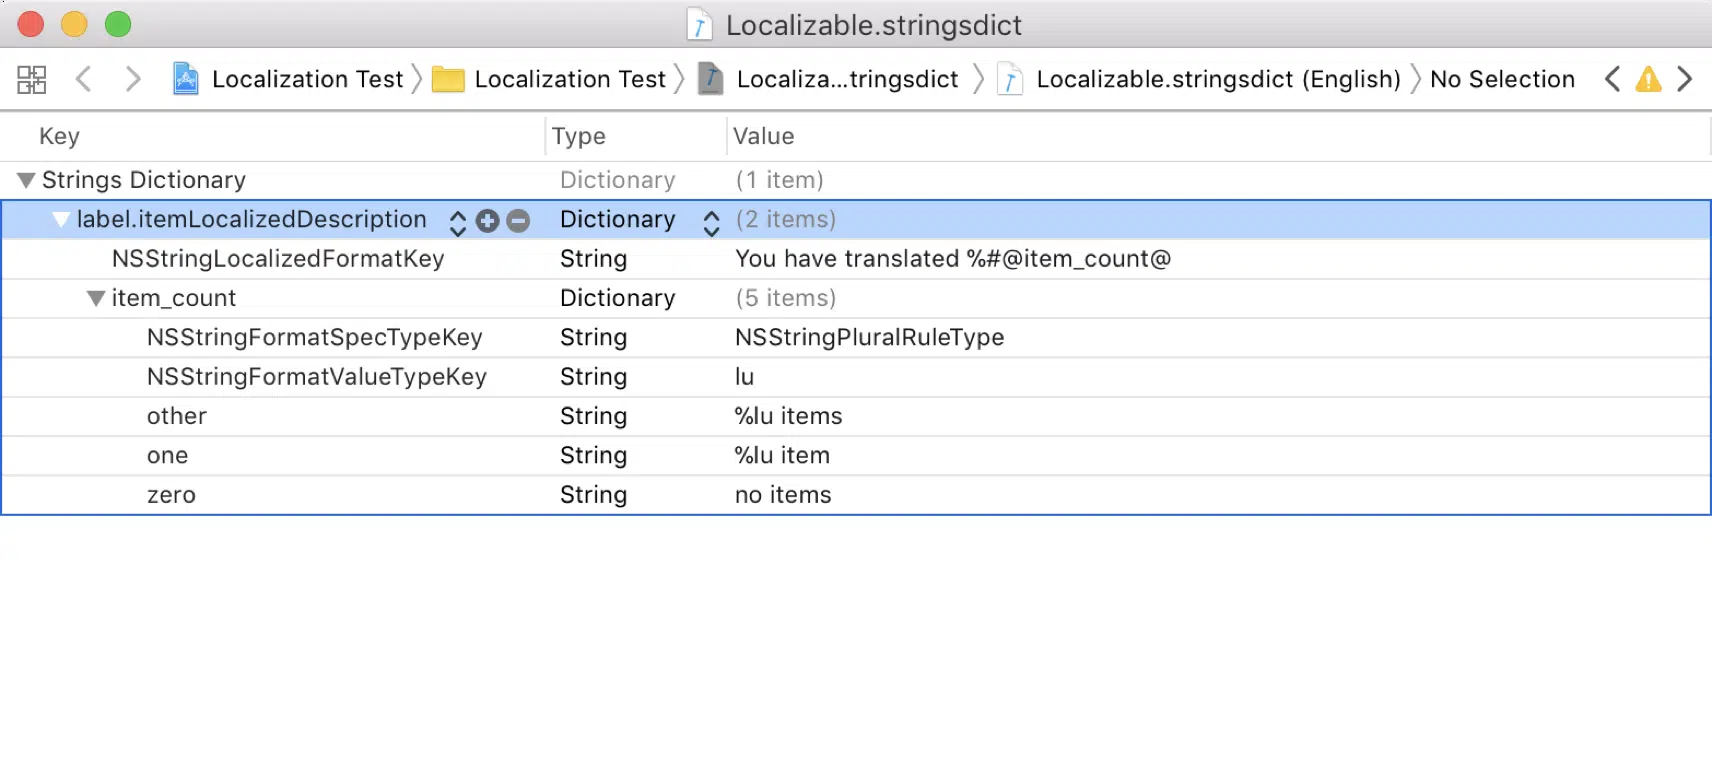 Localizable.stringsdict
Localization Test Localization Test Localiza...tringsdict Localizable.stringsdict (English) No Selection
Key Type Value
Strings Dictionary Dictionary (1 item)
label.itemLocalizedDescription Dictionary (2 items)
NSStringLocalizedFormatKey String You have translated %#@item_count@
item_count Dictionary (5 items)
NSStringFormatSpecTypeKey String NSStringPluralRuleType
NSStringFormatValueTypeKey String lu
other String %lu items
one String %lu item
zero String no items